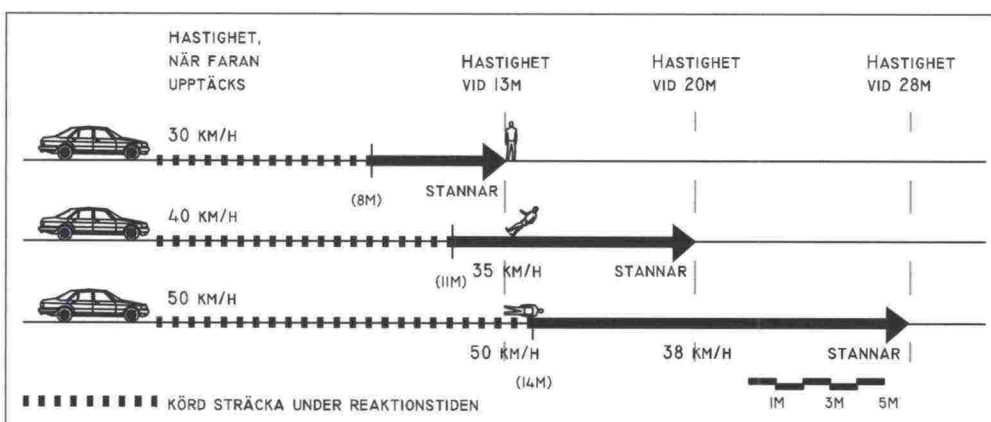 HASTIGHET,
NÄR FARAN
UPPTÄCKS
HASTIGHET
VID 13M
HASTIGHET
VID 20M
HASTIGHET
VID 28M
30 KM/H
(8M)
STANNAR
40 KM/H
(11M)
35 KM/H
STANNAR
50 KM/H
50 KM/H
(14M)
38 KM/H
STANNAR
1M 3M 5M
KÖRD STRÄCKA UNDER REAKTIONSTIDEN